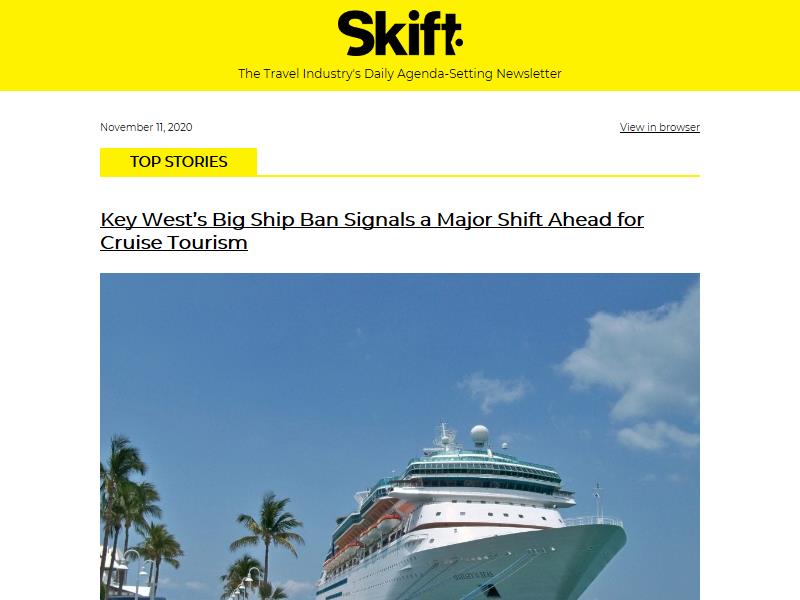 Skift
The Travel Industry's Daily Agenda-Setting Newsletter
November 11, 2020
View in browser
TOP STORIES
Key West's Big Ship Ban Signals a Major Shift Ahead for
Cruise Tourism